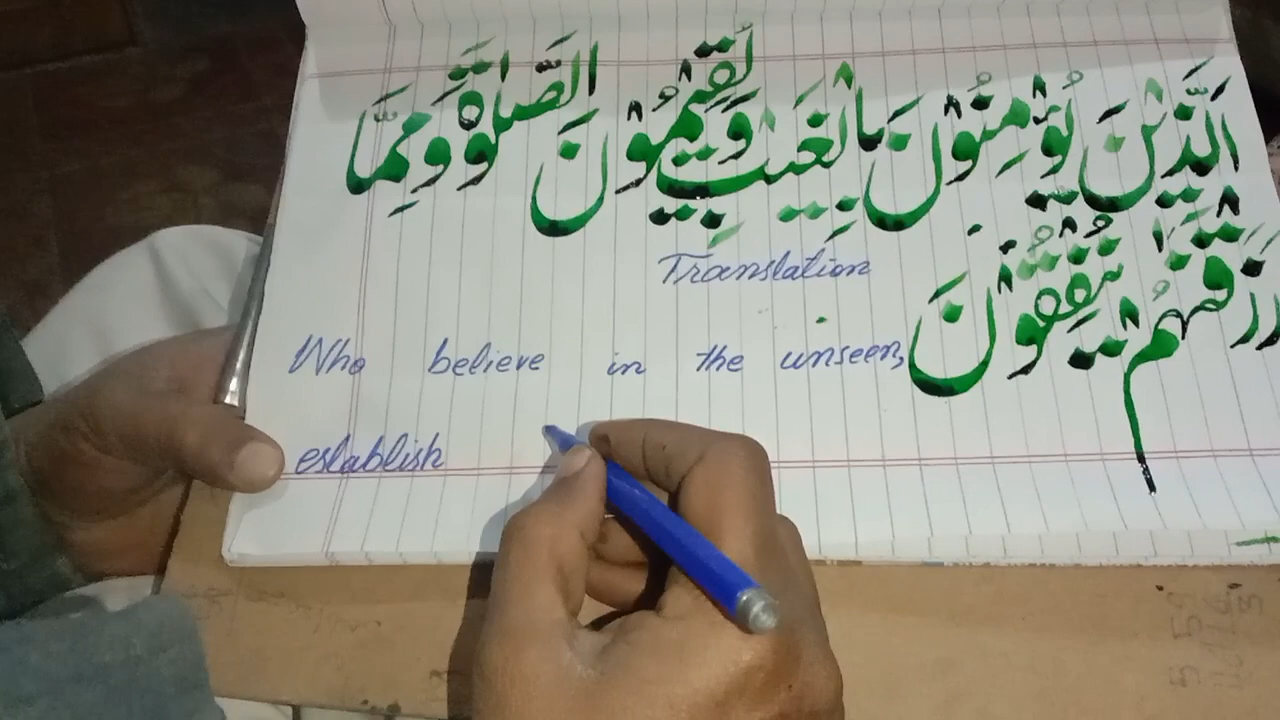 الَّذِيْنَ يُؤْمِنُوْنَ بِالْغَيْبِ وَيُقِيْمُوْنَ الصَّلٰوةَ وَمِمَّا
رَزَقْنٰهُمْ يُنْفِقُوْنَ
Translation
Who believe in the unseen,
establish